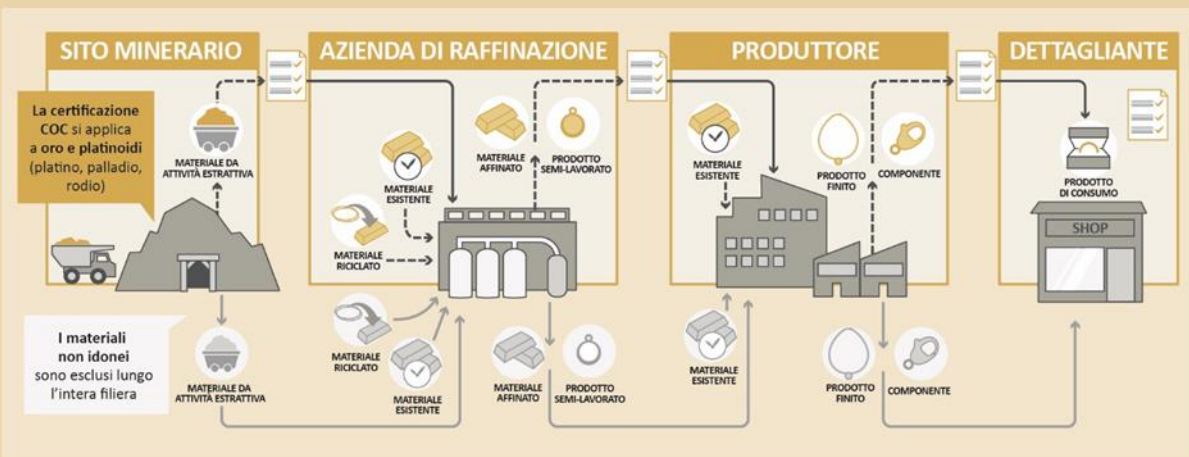 SITO MINERARIO
La certificazione
COC si applica
a oro e platinoidi
(platino, palladio,
rodio)
MATERIALE DA
ATTIVITÀ ESTRATTIVA
I materiali
non idonei
sono esclusi lungo
l'intera filiera
MATERIALE DA
ATTIVITÀ ESTRATTIVA
AZIENDA DI RAFFINAZIONE
MATERIALE
ESISTENTE
MATERIALE
RICICLATO
MATERIALE
AFFINATO
PRODOTTO
SEMI-LAVORATO
MATERIALE
RICICLATO
MATERIALE
ESISTENTE
MATERIALE
AFFINATO
PRODOTTO
SEMI-LAVORATO
PRODUTTORE
MATERIALE
ESISTENTE
PRODOTTO
FINITO
COMPONENTE
MATERIALE
ESISTENTE
PRODOTTO
FINITO
COMPONENTE
DETTAGLIANTE
PRODOTTO
DI CONSUMO
SHOP